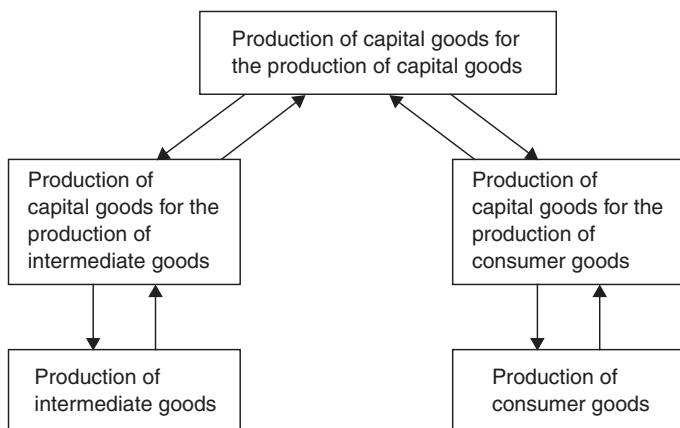 Production of capital goods for
the production of capital goods
Production of
capital goods for the
production of
intermediate goods
Production of
capital goods for the
production of
consumer goods
Production of
intermediate goods
Production of
consumer goods